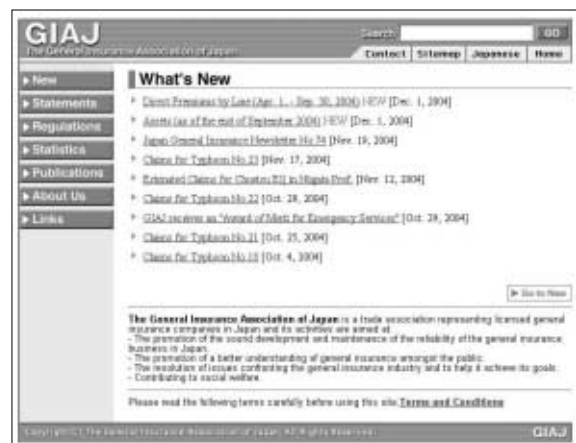 GIAJ
The General Insurance Association of Japan
Search
GO
Contact Sitemap Japanese Home
New
Statements
Regulations
Statistics
Publications
About Us
Links
What's New
Direct Premiums by Line (Apr. 1, - Sep. 30, 2004) NEW [Dec. 1, 2004]
Assets (as of the end of September 2004) NEW [Dec. 1, 2004]
Japan General Insurance Newsletter No.74 [Nov. 19, 2004]
Claims for Typhoon No.23 [Nov. 17, 2004]
Estimated Claims for Chuetsu EQ in Niigata Pref. [Nov. 12, 2004]
Claims for Typhoon No.22 [Oct. 28, 2004]
GIAJ receives an "Award of Merit for Emergency Services" [Oct. 28, 2004]
Claims for Typhoon No.21 [Oct. 25, 2004]
Claims for Typhoon No.18 [Oct. 4, 2004]
Go to New
The General Insurance Association of Japan is a trade association representing licensed general
insurance companies in Japan and its activities are aimed at
- The promotion of the sound development and maintenance of the reliability of the general insurance
business in Japan.
- The promotion of a better understanding of general insurance amongst the public.
- The resolution of issues confronting the general insurance industry and to help it achieve its goals.
- Contributing to social welfare.
Please read the following terms carefully before using this site. Terms and Conditions
Copyright (C) The General Insurance Association of Japan, All Rights Reserved.
GIAJ